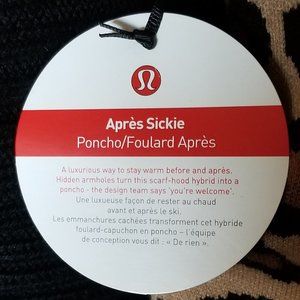 Après Sickie
Poncho/Foulard Après
A luxurious way to stay warm before and après.
Hidden armholes turn this scarf-hood hybrid into a
poncho - the design team says 'you're welcome'.
Une luxueuse façon de rester au chaud
avant et après le ski.
Les emmanchures cachées transforment cet hybride
foulard-capuchon en poncho – l'équipe
de conception vous dit : « De rien ».